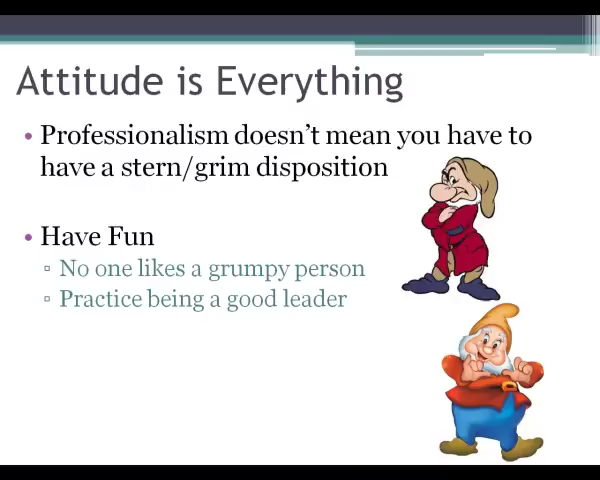 Attitude is Everything
• Professionalism doesn’t mean you have to
have a stern/grim disposition
• Have Fun
▫ No one likes a grumpy person
▫ Practice being a good leader